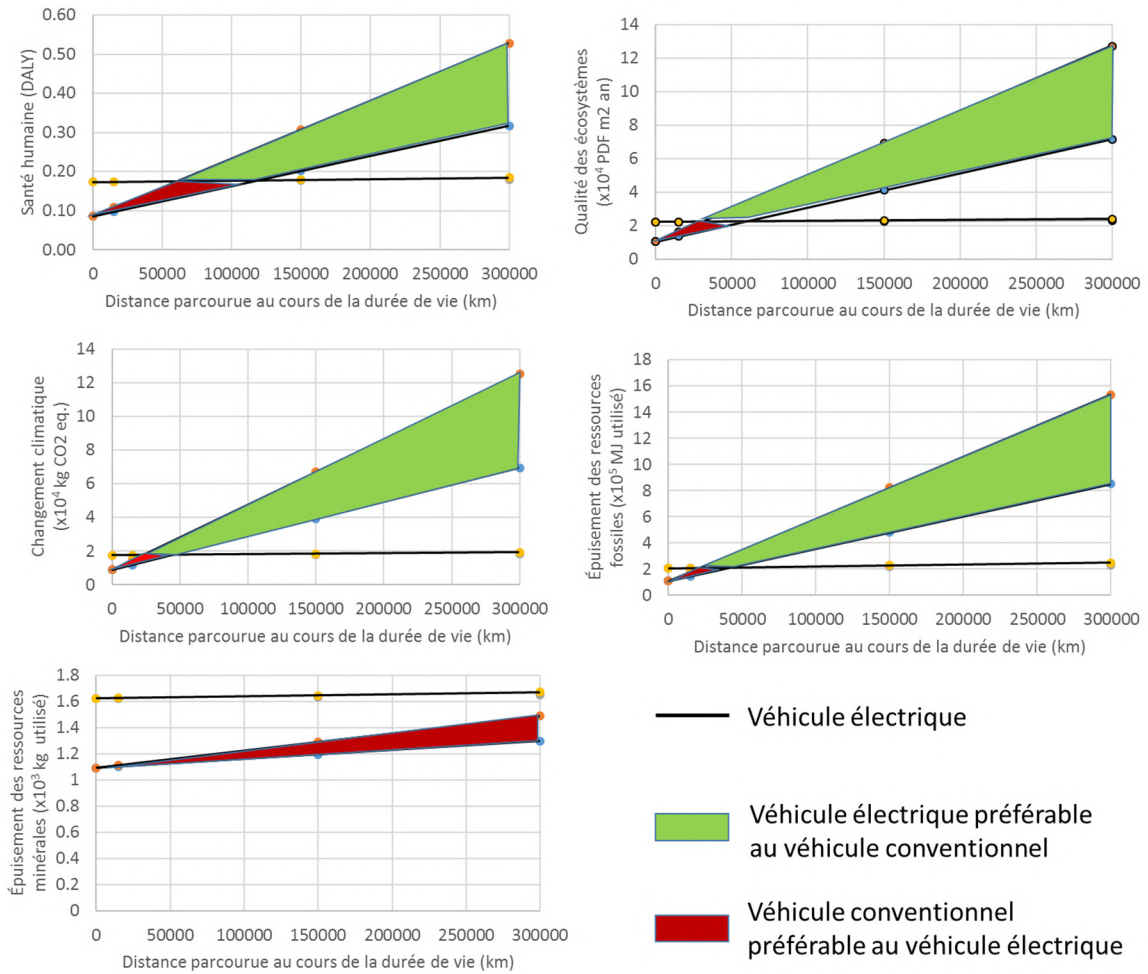 Santé humaine (DALY)
0.60
0.50
0.40
0.30
0.20
0.10
0.00
0 50000 100000 150000 200000 250000 300000
Distance parcourue au cours de la durée de vie (km)
Qualité des écosystèmes
(x10⁴ PDF m2 an)
14
12
10
8
6
4
2
0
0 50000 100000 150000 200000 250000 300000
Distance parcourue au cours de la durée de vie (km)
Changement climatique
(x10⁴ kg CO2 eq.)
14
12
10
8
6
4
2
0
0 50000 100000 150000 200000 250000 300000
Distance parcourue au cours de la durée de vie (km)
Épuisement des ressources
fossiles (x10⁵ MJ utilisé)
18
16
14
12
10
8
6
4
2
0
0 50000 100000 150000 200000 250000 300000
Distance parcourue au cours de la durée de vie (km)
Épuisement des ressources
minérales (x10³ kg utilisé)
1.8
1.6
1.4
1.2
1
0.8
0.6
0.4
0.2
0
0 50000 100000 150000 200000 250000 300000
Distance parcourue au cours de la durée de vie (km)
Véhicule électrique
Véhicule électrique préférable
au véhicule conventionnel
Véhicule conventionnel
préférable au véhicule électrique